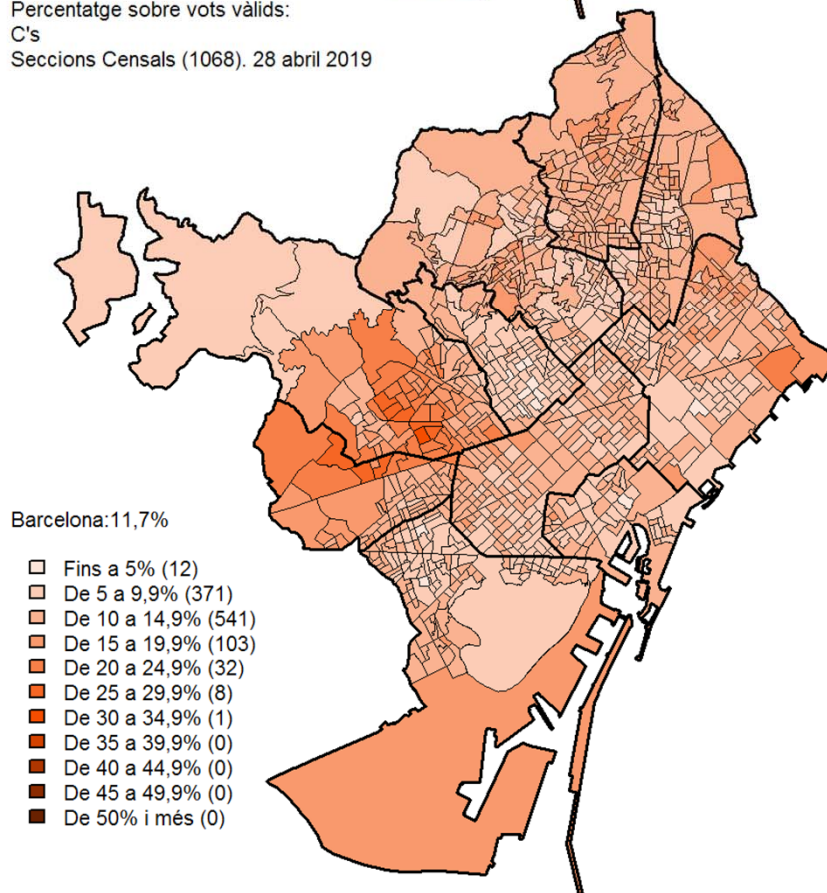 Percentatge sobre vots vàlids:
C's
Seccions Censals (1068). 28 abril 2019
Barcelona:11,7%
Fins a 5% (12)
De 5 a 9,9% (371)
De 10 a 14,9% (541)
De 15 a 19,9% (103)
De 20 a 24,9% (32)
De 25 a 29,9% (8)
De 30 a 34,9% (1)
De 35 a 39,9% (0)
De 40 a 44,9% (0)
De 45 a 49,9% (0)
De 50% i més (0)